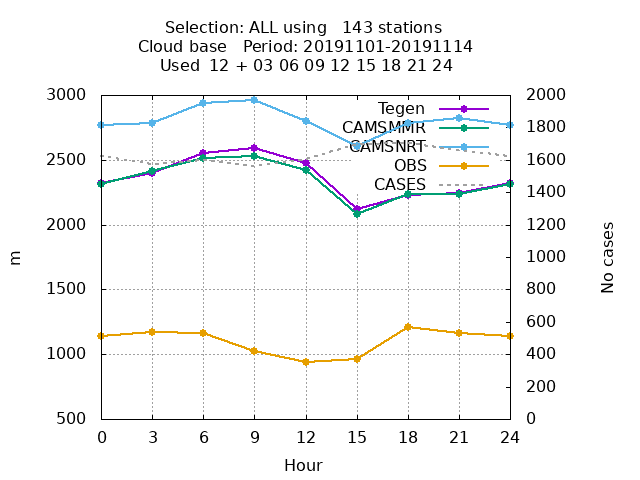 Selection: ALL using   143 stations
Cloud base   Period: 20191101-20191114
Used  12 + 03 06 09 12 15 18 21 24
3000
2500
2000
1500
1000
500
m
2000
1800
1600
1400
1200
1000
800
600
400
200
0
No cases
Tegen
CAMSMMR
CAMSNRT
OBS
CASES
0 3 6 9 12 15 18 21 24
Hour